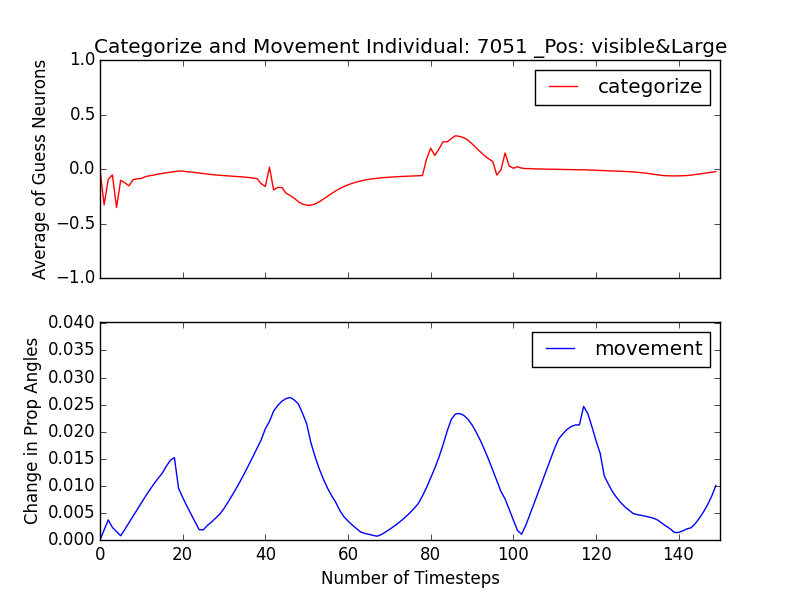 Categorize and Movement Individual: 7051 _Pos: visible&Large
1.0
0.5
0.0
−0.5
−1.0
Average of Guess Neurons
categorize
0.040
0.035
0.030
0.025
0.020
0.015
0.010
0.005
0.000
Change in Prop Angles
movement
0 20 40 60 80 100 120 140
Number of Timesteps